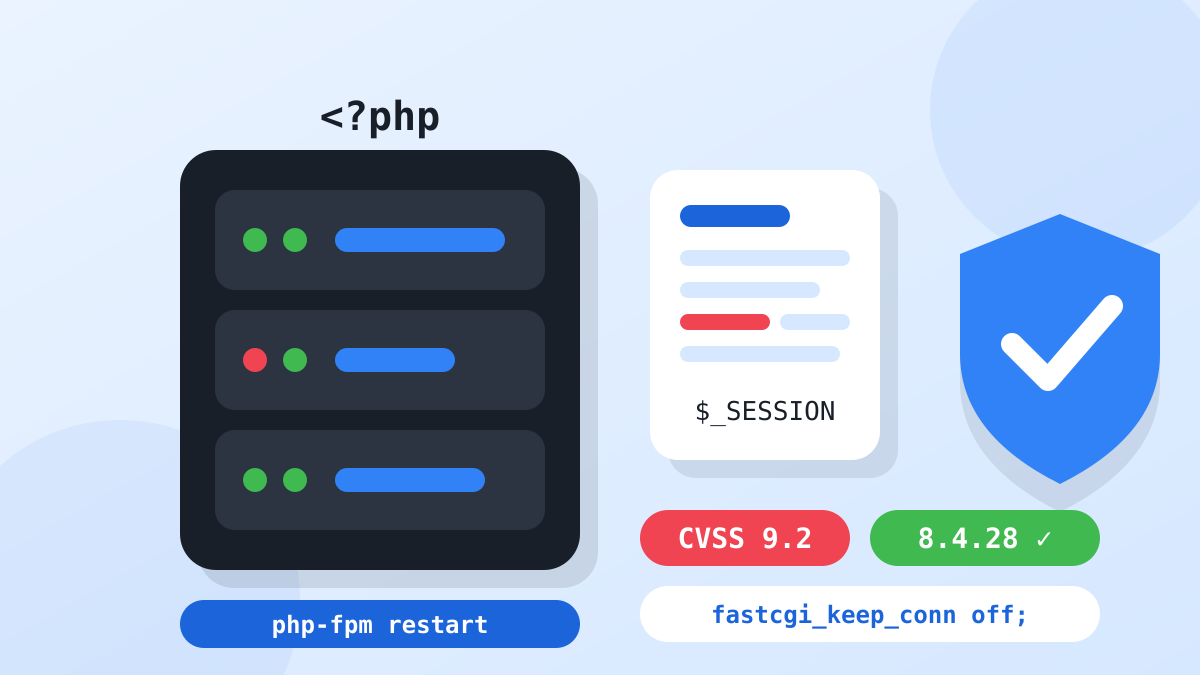 <?php
$_SESSION
CVSS 9.2
8.4.28 ✓
fastcgi_keep_conn off;
php-fpm restart